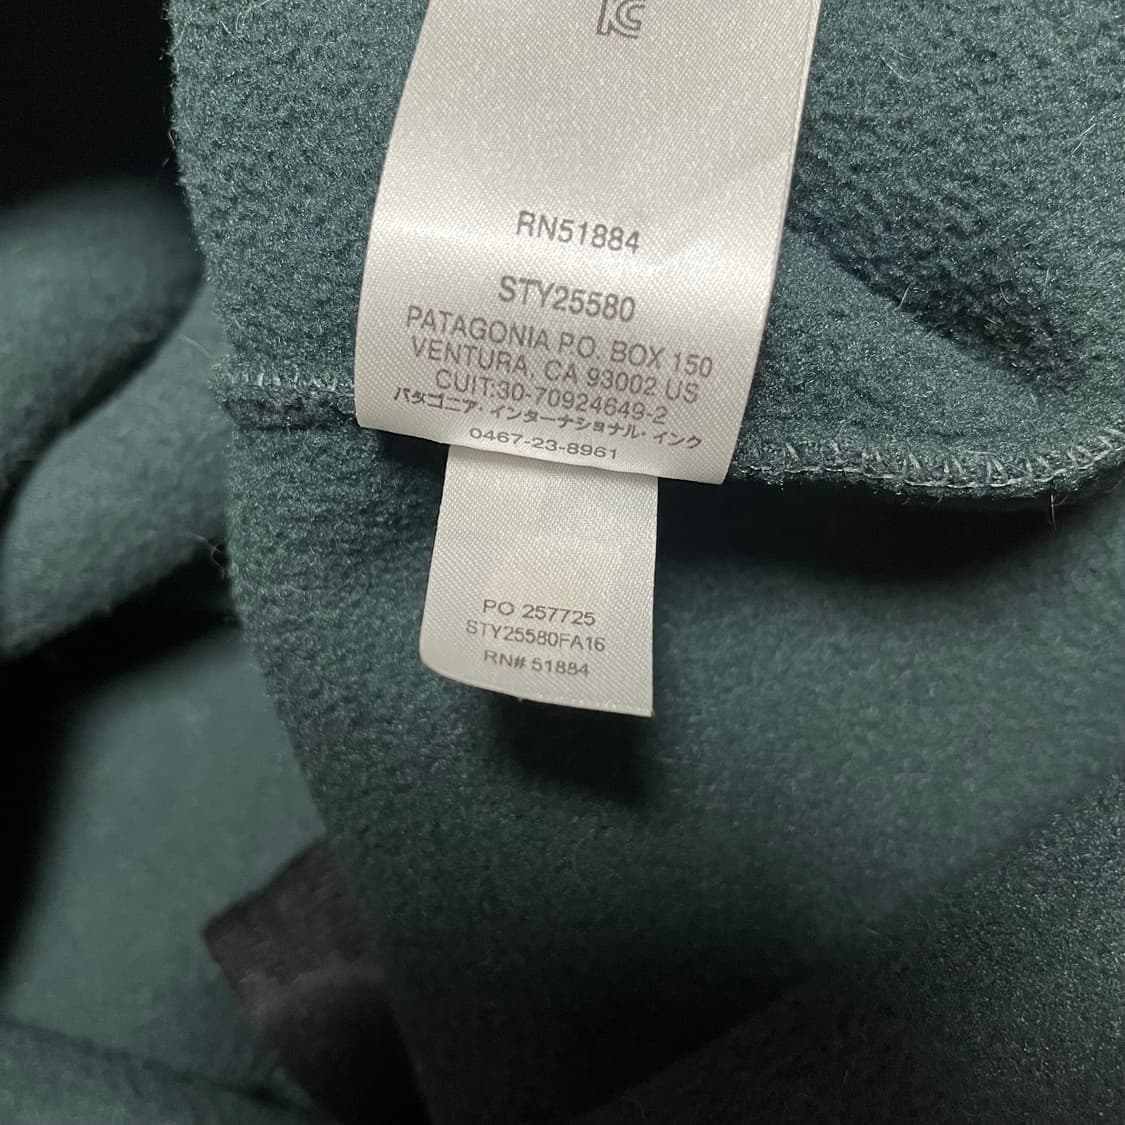 RN51884
STY25580
PATAGONIA P.O. BOX 150
VENTURA, CA 93002 US
CUIT:30-70924649-2
パタゴニア・インターナショナル・インク
0467-23-8961
PO 257725
STY25580FA16
RN# 51884